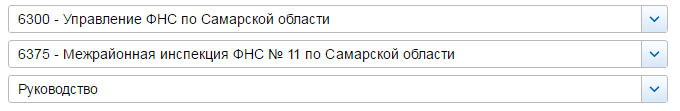 6300 - Управление ФНС по Самарской области
6375 - Межрайонная инспекция ФНС № 11 по Самарской области
Руководство